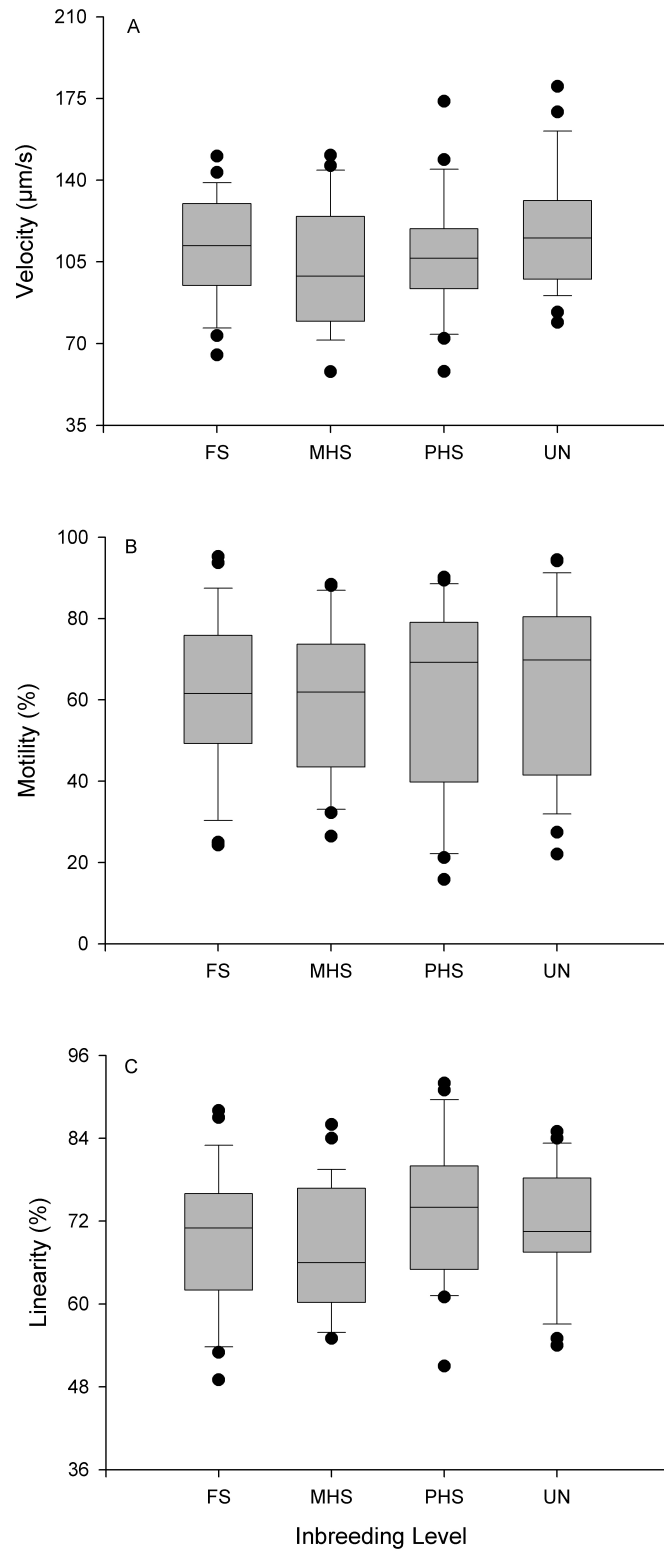 A
Velocity (µm/s)
210
175
140
105
70
35
FS MHS PHS UN
B
Motility (%)
100
80
60
40
20
0
FS MHS PHS UN
C
Linearity (%)
96
84
72
60
48
36
FS MHS PHS UN
Inbreeding Level